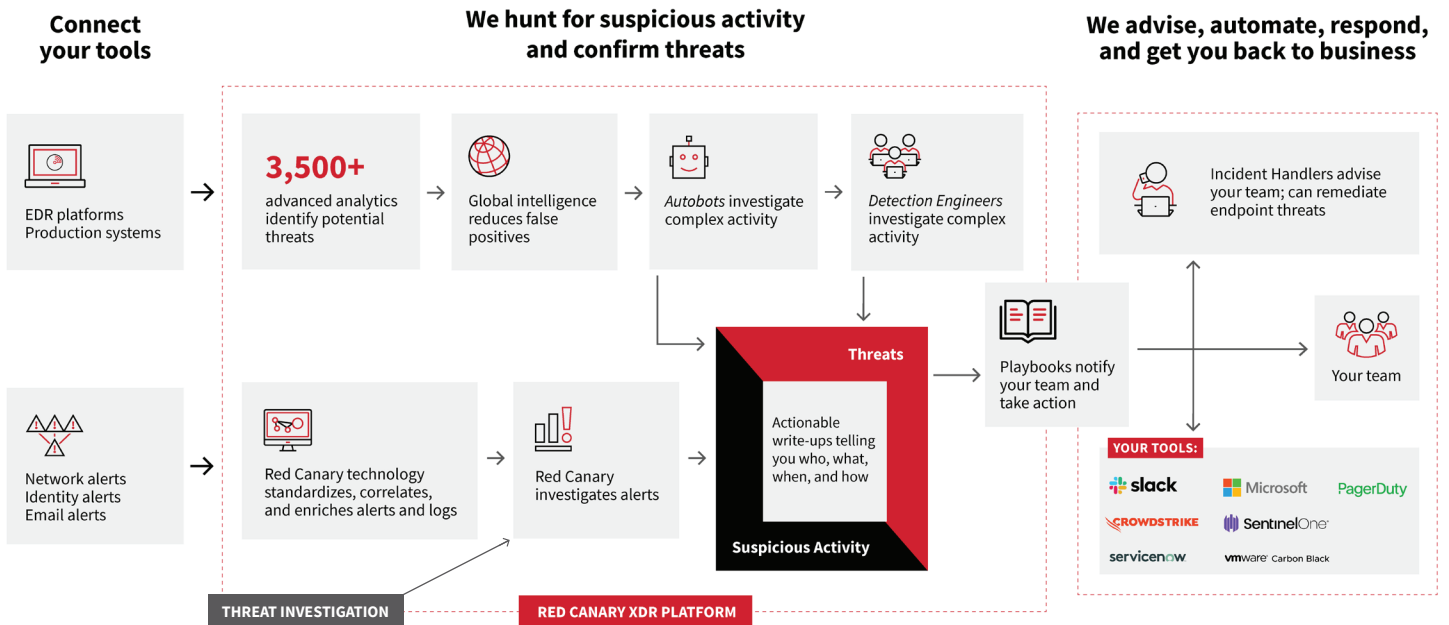 Connect
your tools
We hunt for suspicious activity
and confirm threats
We advise, automate, respond,
and get you back to business
EDR platforms
Production systems
3,500+
advanced analytics
identify potential
threats
Global intelligence
reduces false
positives
Autobots investigate
complex activity
Detection Engineers
investigate complex
activity
Incident Handlers advise
your team; can remediate
endpoint threats
Network alerts
Identity alerts
Email alerts
Red Canary technology
standardizes, correlates,
and enriches alerts and logs
Red Canary
investigates alerts
Threats
Actionable
write-ups telling
you who, what,
when, and how
Suspicious Activity
Playbooks notify
your team and
take action
Your team
YOUR TOOLS:
slack
Microsoft
PagerDuty
CROWDSTRIKE
SentinelOne
servicenow
vmware Carbon Black
THREAT INVESTIGATION
RED CANARY XDR PLATFORM